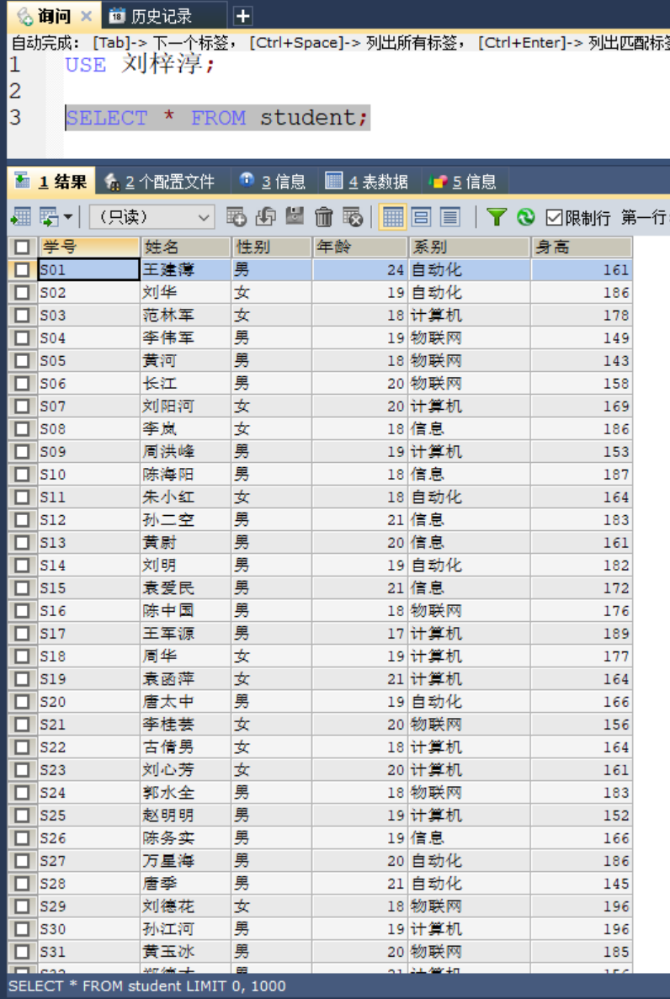 询问 历史记录
自动完成： [Tab]-> 下一个标签， [Ctrl+Space]-> 列出所有标签， [Ctrl+Enter]-> 列出匹配标签
1 USE 刘梓淳;
2
3 SELECT * FROM student;
1 结果 2 个配置文件 3 信息 4 表数据 5 信息
（只读） 限制行 第一行
学号 姓名 性别 年龄 系别 身高
S01 王建薄 男 24 自动化 161
S02 刘华 女 19 自动化 186
S03 范林军 女 18 计算机 178
S04 李伟军 男 19 物联网 149
S05 黄河 男 18 物联网 143
S06 长江 男 20 物联网 158
S07 刘阳河 女 20 计算机 169
S08 李岚 女 18 信息 186
S09 周洪峰 男 19 计算机 153
S10 陈海阳 男 18 信息 187
S11 朱小红 女 18 自动化 164
S12 孙二空 男 21 信息 183
S13 黄尉 男 20 信息 161
S14 刘明 男 19 自动化 182
S15 袁爱民 男 21 信息 172
S16 陈中国 男 18 物联网 176
S17 王军源 男 17 计算机 189
S18 周华 女 19 计算机 177
S19 袁函萍 女 21 计算机 164
S20 唐太中 男 19 自动化 166
S21 李桂芸 女 20 物联网 156
S22 古倩男 女 18 计算机 164
S23 刘心芳 女 20 计算机 161
S24 郭水全 男 18 物联网 183
S25 赵明明 男 19 计算机 152
S26 陈务实 男 19 信息 166
S27 万星海 男 20 自动化 186
S28 唐季 男 21 自动化 145
S29 刘德花 女 18 物联网 196
S30 孙江河 男 19 计算机 196
S31 黄玉冰 男 20 物联网 185
SELECT * FROM student LIMIT 0, 1000